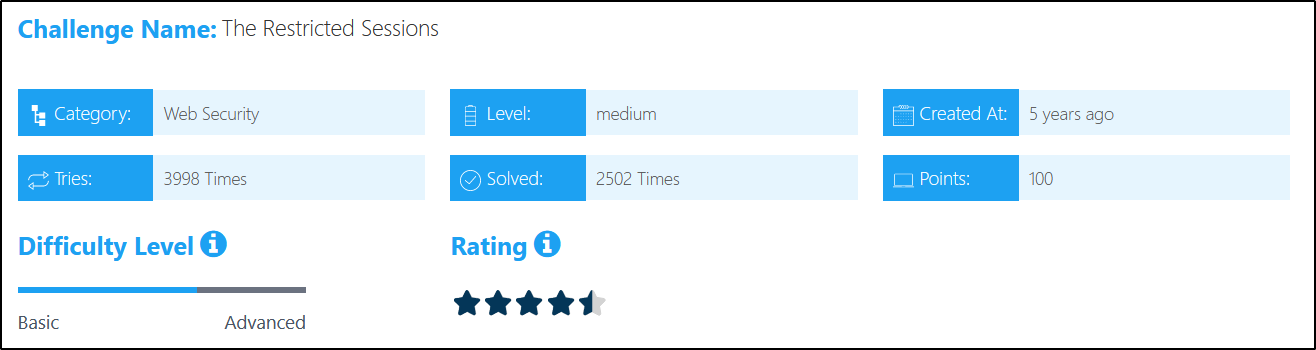 Challenge Name: The Restricted Sessions
Category: Web Security Level: medium Created At: 5 years ago
Tries: 3998 Times Solved: 2502 Times Points: 100
Difficulty Level Rating
Basic Advanced